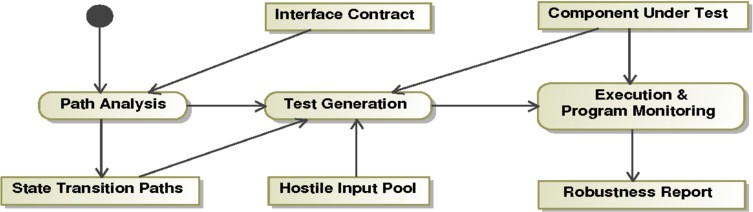 Interface Contract
Component Under Test
Path Analysis
Test Generation
Execution &
Program Monitoring
State Transition Paths
Hostile Input Pool
Robustness Report